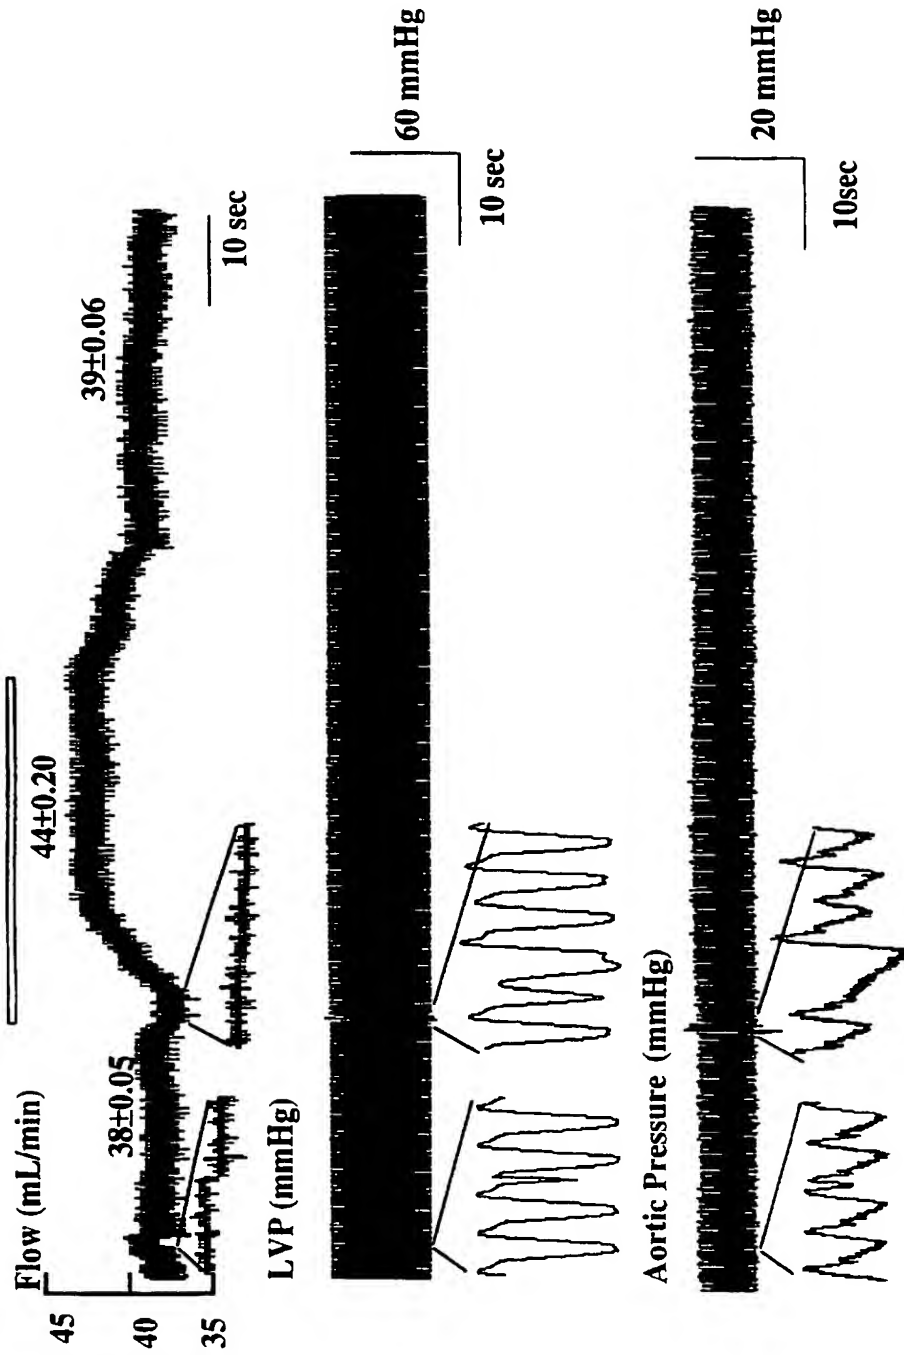 Flow (mL/min)
45
40
35
38±0.05
44±0.20
39±0.06
10 sec
LVP (mmHg)
60 mmHg
10 sec
Aortic Pressure (mmHg)
20 mmHg
10sec